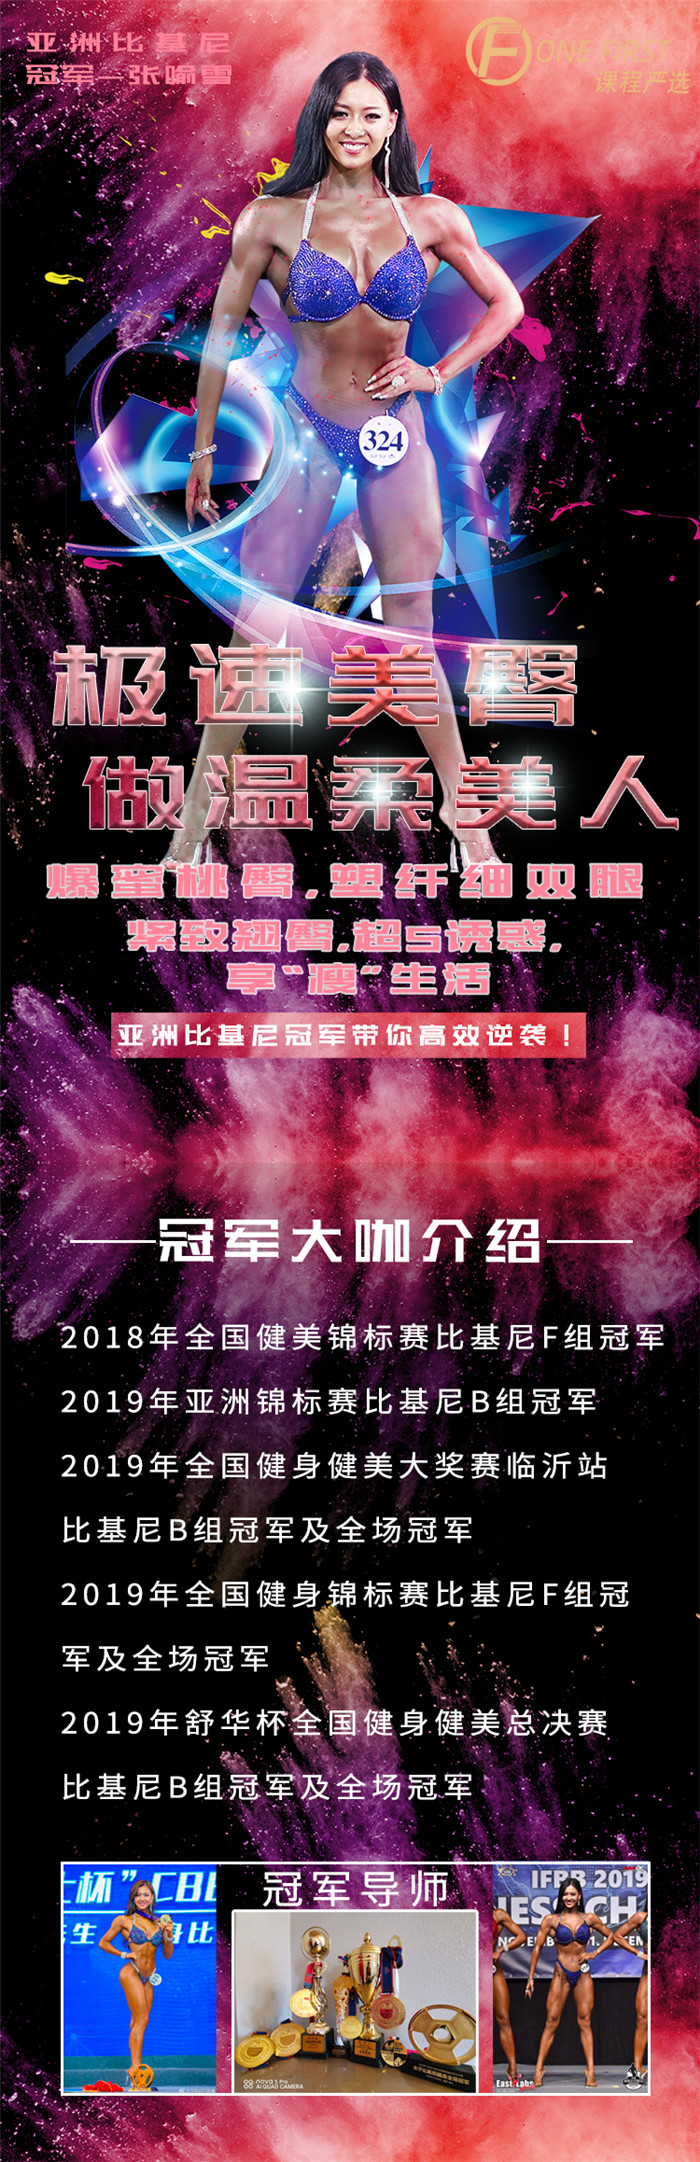 亚洲比基尼
冠军—张喻雪
ONE FIRST
课程严选
324
极速美臀
做温柔美人
爆蜜桃臀,塑纤细双腿
紧致翘臀,超S诱惑,
享“瘦”生活
亚洲比基尼冠军带你高效逆袭！
冠军大咖介绍
2018年全国健美锦标赛比基尼F组冠军
2019年亚洲锦标赛比基尼B组冠军
2019年全国健身健美大奖赛临沂站
比基尼B组冠军及全场冠军
2019年全国健身锦标赛比基尼F组冠
军及全场冠军
2019年舒华杯全国健身健美总决赛
比基尼B组冠军及全场冠军
冠军导师
杯”CBB
IFBB 2019
nova 5 Pro
AI QUAD CAMERA
EastLabs